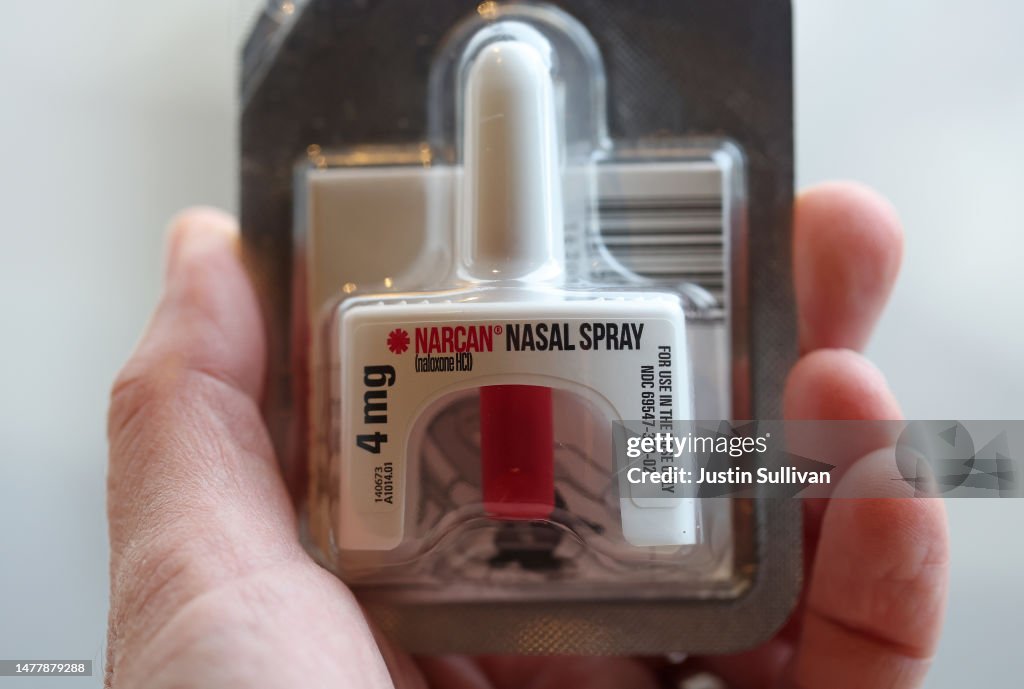 NARCAN® NASAL SPRAY
(naloxone HCl)
4 mg
140673
A1014.01
FOR USE IN THE
NDC 69547-
gettyimages®
Justin Sullivan
1477879288